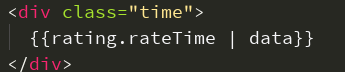 <div class="time">
{{rating.rateTime | data}}
</div>